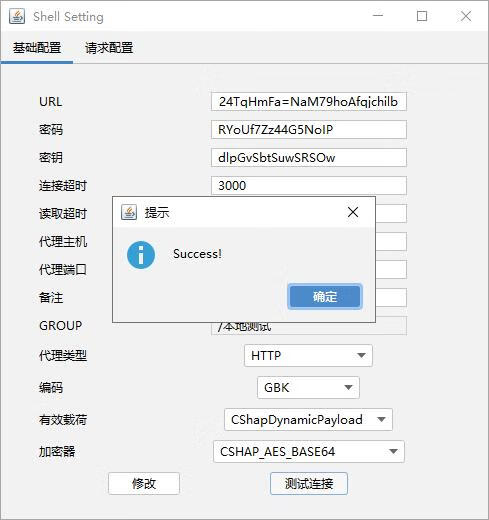 Shell Setting
基础配置 请求配置
URL 24TqHmFa=NaM79hoAfqjchilb
密码 RYoUf7Zz44G5NoIP
密钥 dlpGvSbtSuwSRSOw
连接超时 3000
读取超时
提示
代理主机
Success!
代理端口
备注 确定
GROUP /本地测试
代理类型 HTTP
编码 GBK
有效载荷 CShapDynamicPayload
加密器 CSHAP_AES_BASE64
修改 测试连接